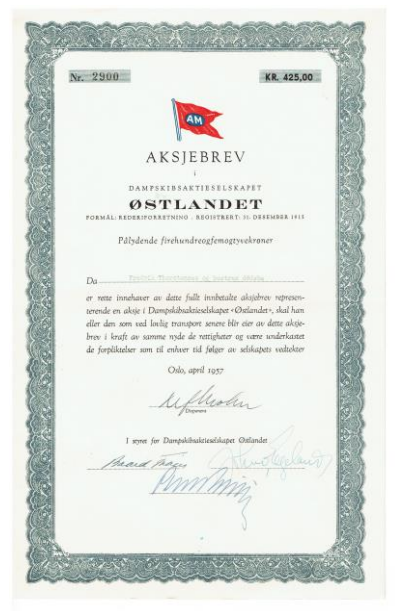 Nr. 2900
KR. 425,00
AM
AKSJEBREV
i
DAMPSKIBSAKTIESELSKAPET
ØSTLANDET
FORMÅL: REDERIFORRETNING . REGISTRERT: 31. DESEMBER 1915
Pålydende firehundreogfemogtyvekroner
Da
er rette innehaver av dette fullt innbetalte aksjebrev represen-
terende en aksje i Dampskibsaktieselskapet «Østlandet», skal han
eller den som ved lovlig transport senere blir eier av dette aksje-
brev i kraft av samme nyde de rettigheter og være underkastet
de forpliktelser som til enhver tid følger av selskapets vedtekter
Oslo, april 1957
Disponent
I styret for Dampskibsaktieselskapet Østlandet